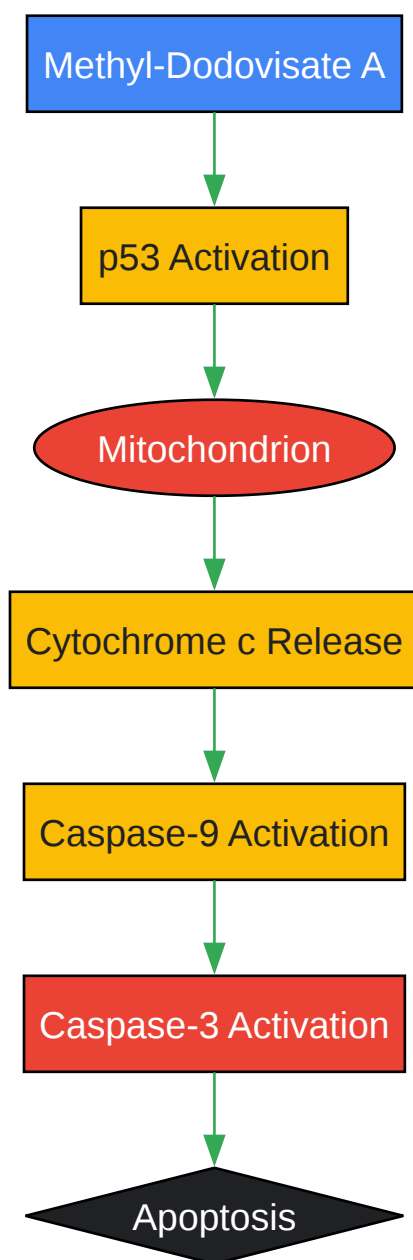 Methyl-Dodovisate A
p53 Activation
Mitochondrion
Cytochrome c Release
Caspase-9 Activation
Caspase-3 Activation
Apoptosis